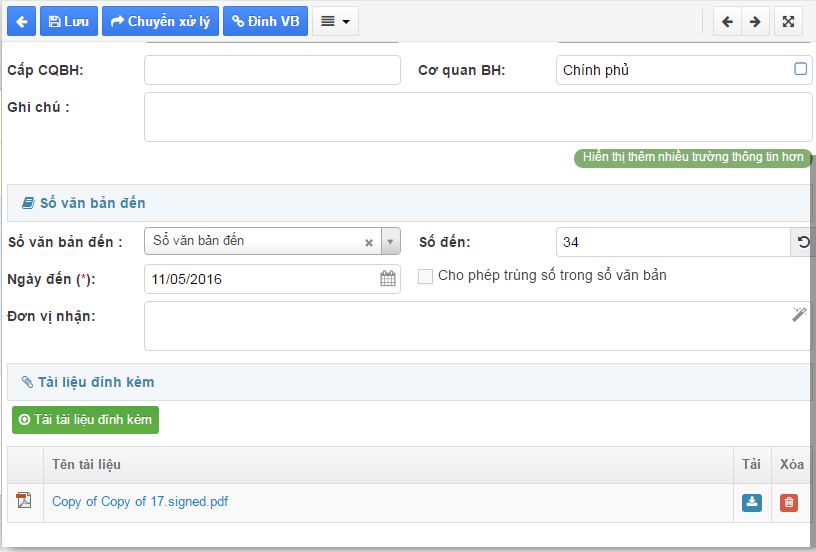 Lưu Chuyển xử lý Đính VB
Cấp CQBH: Cơ quan BH: Chính phủ
Ghi chú :
Hiển thị thêm nhiều trường thông tin hơn
Sổ văn bản đến
Sổ văn bản đến : Sổ văn bản đến Số đến: 34
Ngày đến (*): 11/05/2016 Cho phép trùng số trong sổ văn bản
Đơn vị nhận:
Tài liệu đính kèm
Tải tài liệu đính kèm
Tên tài liệu Tải Xóa
Copy of Copy of 17.signed.pdf